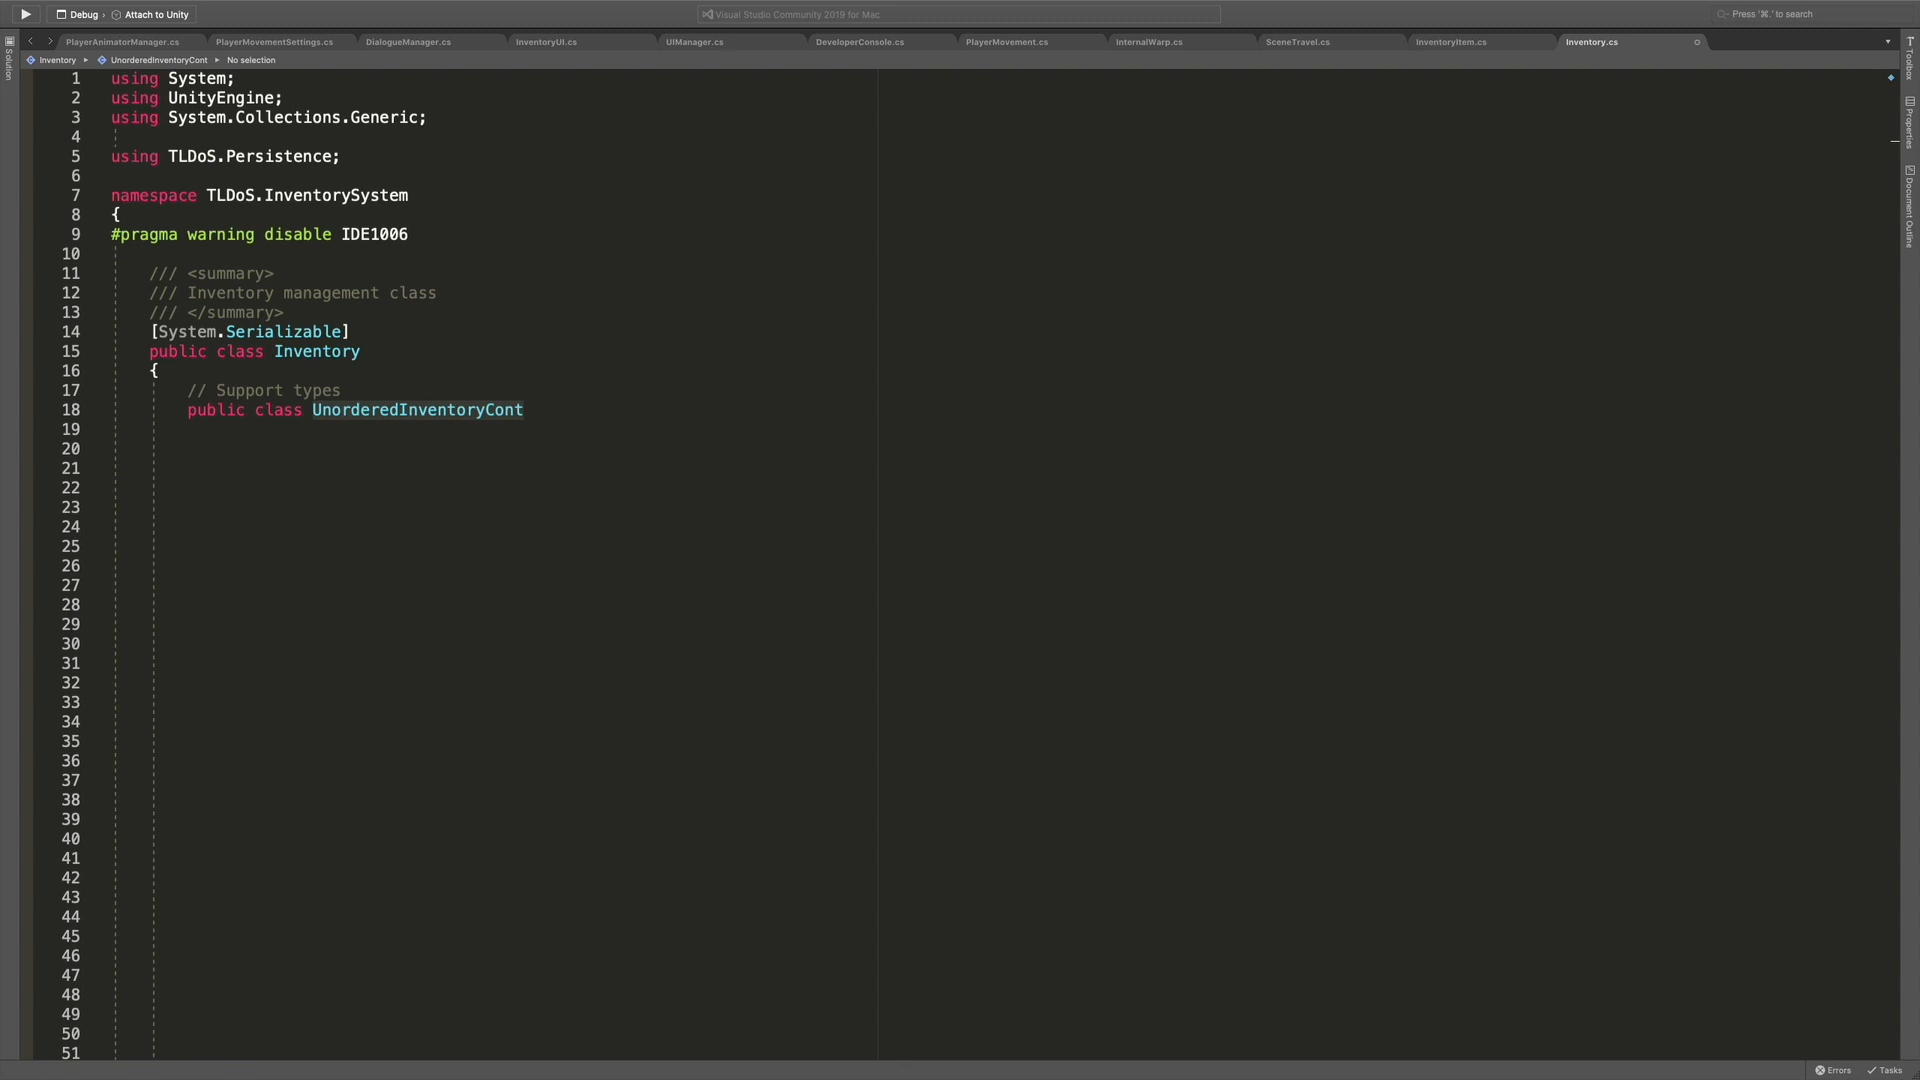 Debug › Attach to Unity
Visual Studio Community 2019 for Mac
Press '⌘.' to search
PlayerAnimatorManager.cs
PlayerMovementSettings.cs
DialogueManager.cs
InventoryUI.cs
UIManager.cs
DeveloperConsole.cs
PlayerMovement.cs
InternalWarp.cs
SceneTravel.cs
InventoryItem.cs
Inventory.cs
Solution
Inventory ▸ UnorderedInventoryCont ▸ No selection
1 using System;
2 using UnityEngine;
3 using System.Collections.Generic;
4
5 using TLDoS.Persistence;
6
7 namespace TLDoS.InventorySystem
8 {
9 #pragma warning disable IDE1006
10
11 /// <summary>
12 /// Inventory management class
13 /// </summary>
14 [System.Serializable]
15 public class Inventory
16 {
17 // Support types
18 public class UnorderedInventoryCont
19
20
21
22
23
24
25
26
27
28
29
30
31
32
33
34
35
36
37
38
39
40
41
42
43
44
45
46
47
48
49
50
51
Toolbox
Properties
Document Outline
Errors
Tasks